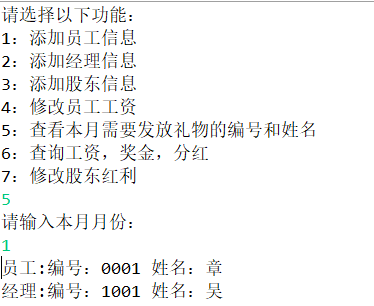 请选择以下功能：
1：添加员工信息
2：添加经理信息
3：添加股东信息
4：修改员工工资
5：查看本月需要发放礼物的编号和姓名
6：查询工资，奖金，分红
7：修改股东红利
5
请输入本月月份：
1
员工:编号：0001 姓名：章
经理:编号：1001 姓名：吴